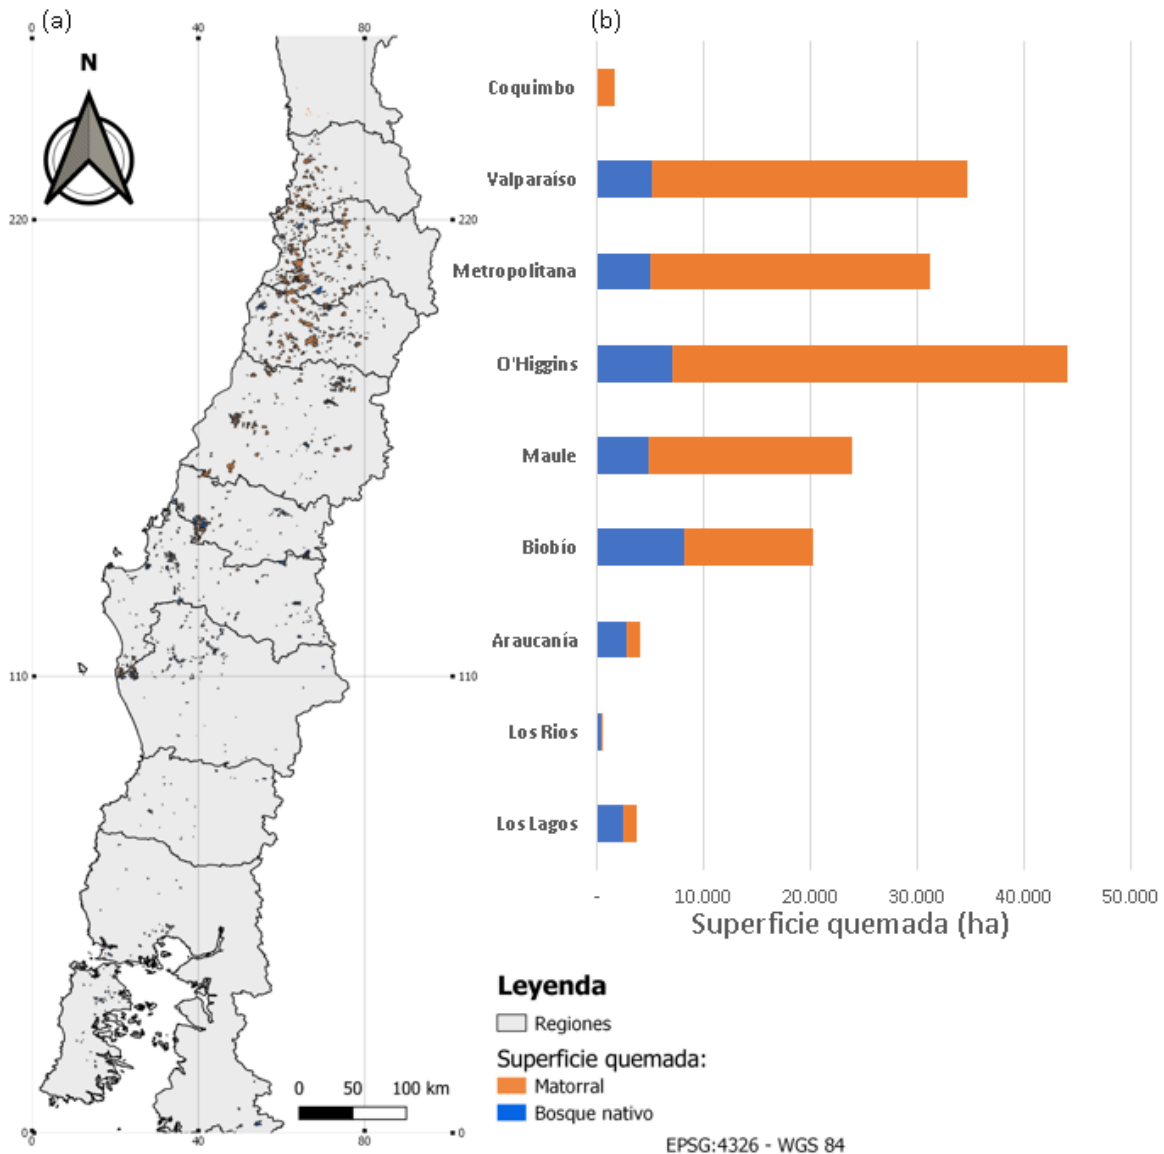 (a)
(b)
0
40
80
N
220
220
110
110
0
40
80
0
Coquimbo
Valparaíso
Metropolitana
O'Higgins
Maule
Biobío
Araucanía
Los Rios
Los Lagos
-
10.000
20.000
30.000
40.000
50.000
Superficie quemada (ha)
Leyenda
Regiones
Superficie quemada:
Matorral
Bosque nativo
0 50 100 km
EPSG:4326 - WGS 84